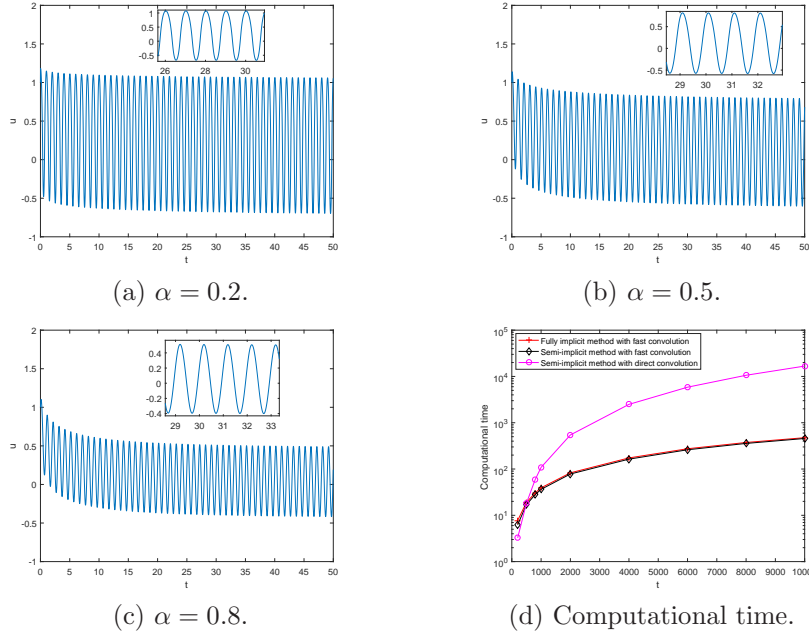 2
1.5
1
0.5
0
-0.5
-1
u
0 5 10 15 20 25 30 35 40 45 50
t
1
0.5
0
-0.5
26 28 30
(a) α = 0.2.
2
1.5
1
0.5
0
-0.5
-1
u
0 5 10 15 20 25 30 35 40 45 50
t
0.5
0
-0.5
29 30 31 32
(b) α = 0.5.
2
1.5
1
0.5
0
-0.5
-1
u
0 5 10 15 20 25 30 35 40 45 50
t
0.4
0.2
0
-0.2
-0.4
29 30 31 32 33
(c) α = 0.8.
10^5
10^4
10^3
10^2
10^1
10^0
Computational time
Fully implicit method with fast convolution
Semi-implicit method with fast convolution
Semi-implicit method with direct convolution
0 1000 2000 3000 4000 5000 6000 7000 8000 9000 10000
t
(d) Computational time.